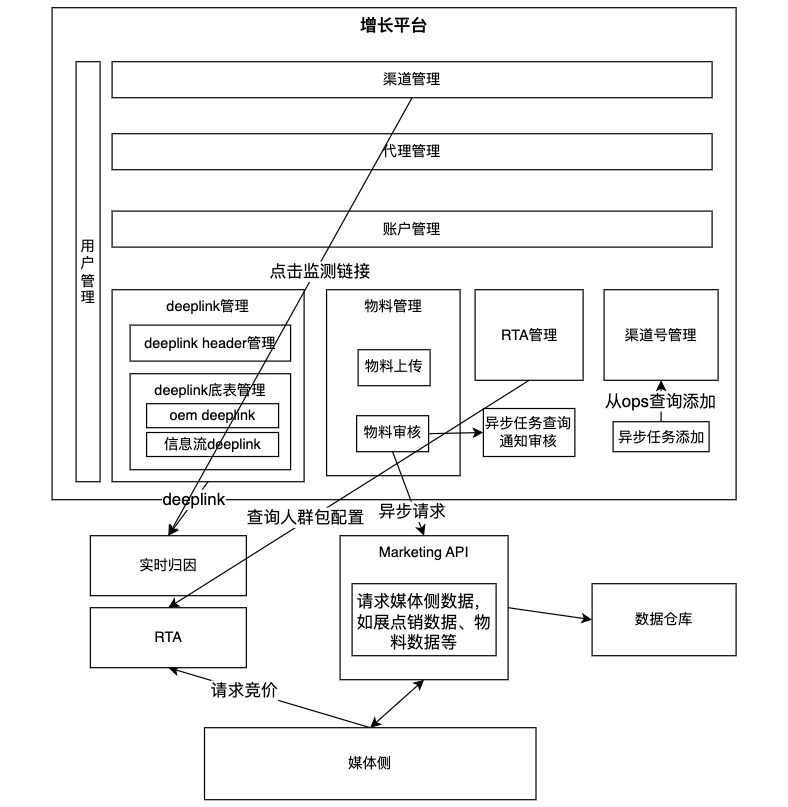 增长平台
渠道管理
代理管理
账户管理
用
户
管
理
点击监测链接
deeplink管理
deeplink header管理
deeplink底表管理
oem deeplink
信息流deeplink
物料管理
物料上传
物料审核
RTA管理
异步任务查询
通知审核
渠道号管理
从ops查询添加
异步任务添加
deeplink
查询人群包配置
异步请求
实时归因
RTA
Marketing API
请求媒体侧数据，
如展点销数据、物
料数据等
数据仓库
请求竞价
媒体侧